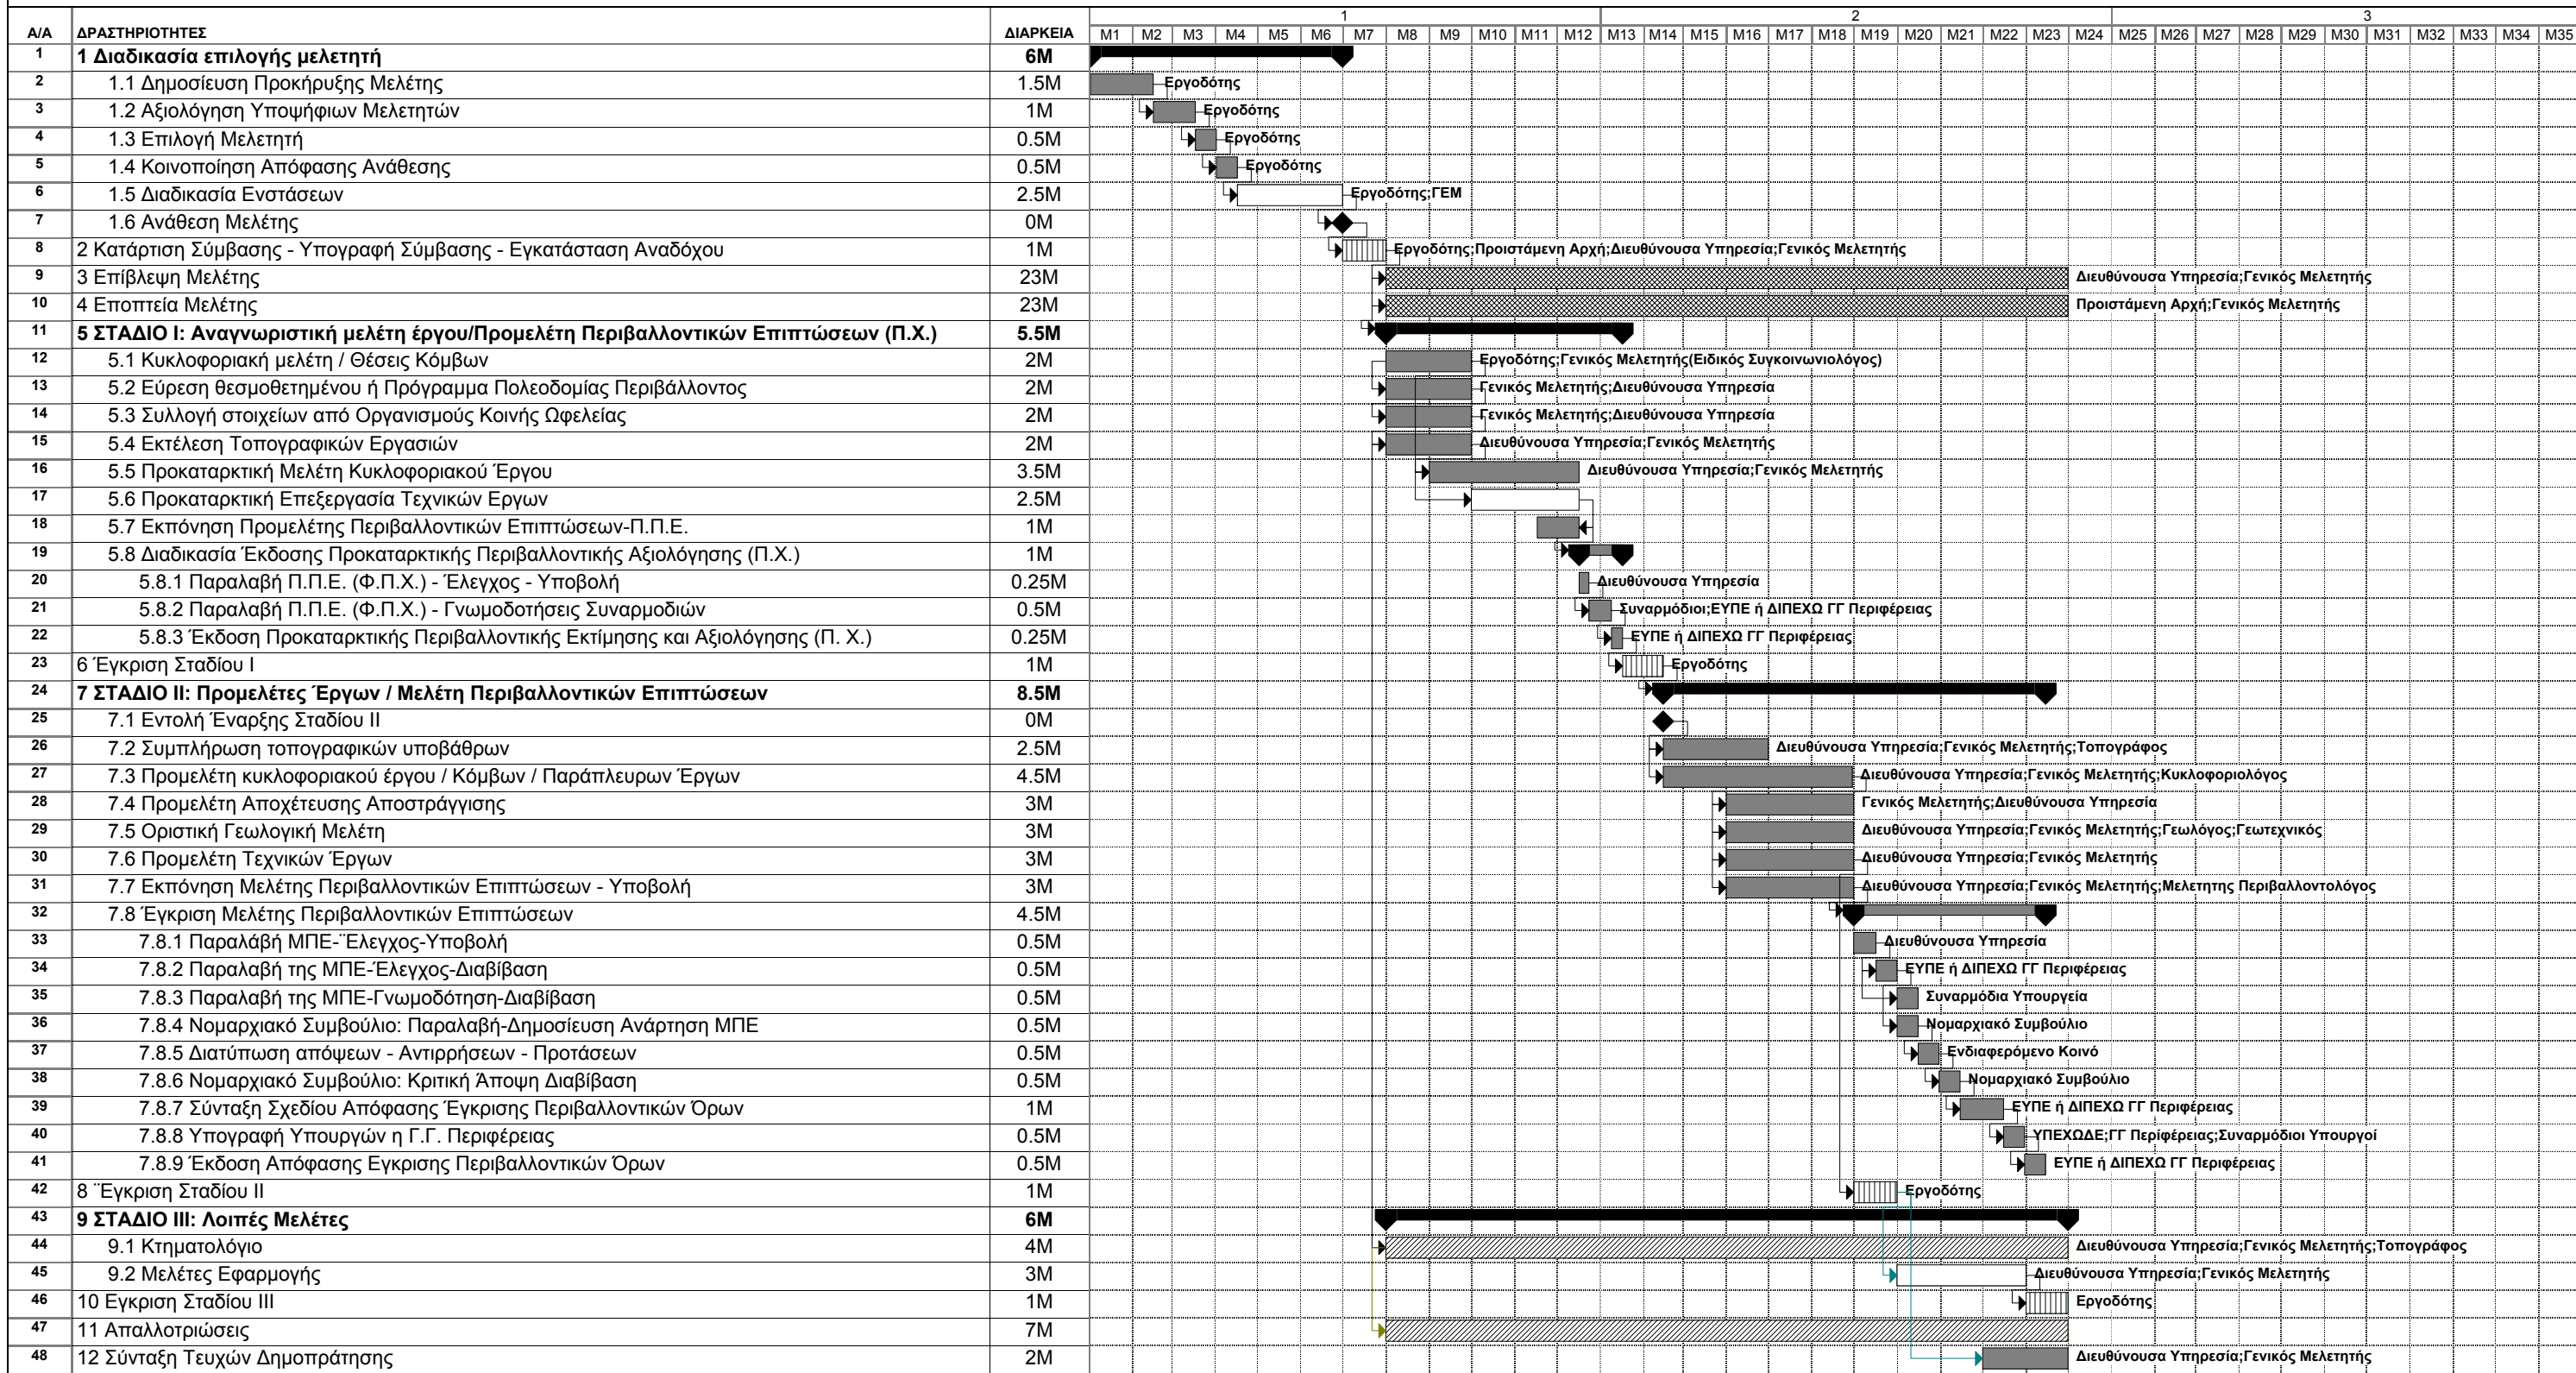 1 2 3
Α/Α ΔΡΑΣΤΗΡΙΟΤΗΤΕΣ ΔΙΑΡΚΕΙΑ M1 M2 M3 M4 M5 M6 M7 M8 M9 M10 M11 M12 M13 M14 M15 M16 M17 M18 M19 M20 M21 M22 M23 M24 M25 M26 M27 M28 M29 M30 M31 M32 M33 M34 M35
1 1 Διαδικασία επιλογής μελετητή 6M
2 1.1 Δημοσίευση Προκήρυξης Μελέτης 1.5M Εργοδότης
3 1.2 Αξιολόγηση Υποψήφιων Μελετητών 1M Εργοδότης
4 1.3 Επιλογή Μελετητή 0.5M Εργοδότης
5 1.4 Κοινοποίηση Απόφασης Ανάθεσης 0.5M Εργοδότης
6 1.5 Διαδικασία Ενστάσεων 2.5M Εργοδότης;ΓΕΜ
7 1.6 Ανάθεση Μελέτης 0M
8 2 Κατάρτιση Σύμβασης - Υπογραφή Σύμβασης - Εγκατάσταση Αναδόχου 1M Εργοδότης;Προιστάμενη Αρχή;Διευθύνουσα Υπηρεσία;Γενικός Μελετητής
9 3 Επίβλεψη Μελέτης 23M Διευθύνουσα Υπηρεσία;Γενικός Μελετητής
10 4 Εποπτεία Μελέτης 23M Προιστάμενη Αρχή;Γενικός Μελετητής
11 5 ΣΤΑΔΙΟ Ι: Αναγνωριστική μελέτη έργου/Προμελέτη Περιβαλλοντικών Επιπτώσεων (Π.Χ.) 5.5M
12 5.1 Κυκλοφοριακή μελέτη / Θέσεις Κόμβων 2M Εργοδότης;Γενικός Μελετητής(Ειδικός Συγκοινωνιολόγος)
13 5.2 Εύρεση θεσμοθετημένου ή Πρόγραμμα Πολεοδομίας Περιβάλλοντος 2M Γενικός Μελετητής;Διευθύνουσα Υπηρεσία
14 5.3 Συλλογή στοιχείων από Οργανισμούς Κοινής Ωφελείας 2M Γενικός Μελετητής;Διευθύνουσα Υπηρεσία
15 5.4 Εκτέλεση Τοπογραφικών Εργασιών 2M Διευθύνουσα Υπηρεσία;Γενικός Μελετητής
16 5.5 Προκαταρκτική Μελέτη Κυκλοφοριακού Έργου 3.5M Διευθύνουσα Υπηρεσία;Γενικός Μελετητής
17 5.6 Προκαταρκτική Επεξεργασία Τεχνικών Εργων 2.5M
18 5.7 Εκπόνηση Προμελέτης Περιβαλλοντικών Επιπτώσεων-Π.Π.Ε. 1M
19 5.8 Διαδικασία Έκδοσης Προκαταρκτικής Περιβαλλοντικής Αξιολόγησης (Π.Χ.) 1M
20 5.8.1 Παραλαβή Π.Π.Ε. (Φ.Π.Χ.) - Έλεγχος - Υποβολή 0.25M Διευθύνουσα Υπηρεσία
21 5.8.2 Παραλαβή Π.Π.Ε. (Φ.Π.Χ.) - Γνωμοδοτήσεις Συναρμοδιών 0.5M Συναρμόδιοι;ΕΥΠΕ ή ΔΙΠΕΧΩ ΓΓ Περιφέρειας
22 5.8.3 Έκδοση Προκαταρκτικής Περιβαλλοντικής Εκτίμησης και Αξιολόγησης (Π. Χ.) 0.25M ΕΥΠΕ ή ΔΙΠΕΧΩ ΓΓ Περιφέρειας
23 6 Έγκριση Σταδίου Ι 1M Εργοδότης
24 7 ΣΤΑΔΙΟ ΙΙ: Προμελέτες Έργων / Μελέτη Περιβαλλοντικών Επιπτώσεων 8.5M
25 7.1 Εντολή Έναρξης Σταδίου ΙΙ 0M
26 7.2 Συμπλήρωση τοπογραφικών υποβάθρων 2.5M Διευθύνουσα Υπηρεσία;Γενικός Μελετητής;Τοπογράφος
27 7.3 Προμελέτη κυκλοφοριακού έργου / Κόμβων / Παράπλευρων Έργων 4.5M Διευθύνουσα Υπηρεσία;Γενικός Μελετητής;Κυκλοφοριολόγος
28 7.4 Προμελέτη Αποχέτευσης Αποστράγγισης 3M Γενικός Μελετητής;Διευθύνουσα Υπηρεσία
29 7.5 Οριστική Γεωλογική Μελέτη 3M Διευθύνουσα Υπηρεσία;Γενικός Μελετητής;Γεωλόγος;Γεωτεχνικός
30 7.6 Προμελέτη Τεχνικών Έργων 3M Διευθύνουσα Υπηρεσία;Γενικός Μελετητής
31 7.7 Εκπόνηση Μελέτης Περιβαλλοντικών Επιπτώσεων - Υποβολή 3M Διευθύνουσα Υπηρεσία;Γενικός Μελετητής;Μελετητης Περιβαλλοντολόγος
32 7.8 Έγκριση Μελέτης Περιβαλλοντικών Επιπτώσεων 4.5M
33 7.8.1 Παραλάβή ΜΠΕ-¨Ελεγχος-Υποβολή 0.5M Διευθύνουσα Υπηρεσία
34 7.8.2 Παραλαβή της ΜΠΕ-Έλεγχος-Διαβίβαση 0.5M ΕΥΠΕ ή ΔΙΠΕΧΩ ΓΓ Περιφέρειας
35 7.8.3 Παραλαβή της ΜΠΕ-Γνωμοδότηση-Διαβίβαση 0.5M Συναρμόδια Υπουργεία
36 7.8.4 Νομαρχιακό Συμβούλιο: Παραλαβή-Δημοσίευση Ανάρτηση ΜΠΕ 0.5M Νομαρχιακό Συμβούλιο
37 7.8.5 Διατύπωση απόψεων - Αντιρρήσεων - Προτάσεων 0.5M Ενδιαφερόμενο Κοινό
38 7.8.6 Νομαρχιακό Συμβούλιο: Κριτική Άποψη Διαβίβαση 0.5M Νομαρχιακό Συμβούλιο
39 7.8.7 Σύνταξη Σχεδίου Απόφασης Έγκρισης Περιβαλλοντικών Όρων 1M ΕΥΠΕ ή ΔΙΠΕΧΩ ΓΓ Περιφέρειας
40 7.8.8 Υπογραφή Υπουργών η Γ.Γ. Περιφέρειας 0.5M ΥΠΕΧΩΔΕ;ΓΓ Περίφέρειας;Συναρμόδιοι Υπουργοί
41 7.8.9 Έκδοση Απόφασης Εγκρισης Περιβαλλοντικών Όρων 0.5M ΕΥΠΕ ή ΔΙΠΕΧΩ ΓΓ Περιφέρειας
42 8 ¨Εγκριση Σταδίου ΙΙ 1M Εργοδότης
43 9 ΣΤΑΔΙΟ ΙΙΙ: Λοιπές Μελέτες 6M
44 9.1 Κτηματολόγιο 4M Διευθύνουσα Υπηρεσία;Γενικός Μελετητής;Τοπογράφος
45 9.2 Μελέτες Εφαρμογής 3M Διευθύνουσα Υπηρεσία;Γενικός Μελετητής
46 10 Εγκριση Σταδίου ΙΙΙ 1M Εργοδότης
47 11 Απαλλοτριώσεις 7M
48 12 Σύνταξη Τευχών Δημοπράτησης 2M Διευθύνουσα Υπηρεσία;Γενικός Μελετητής